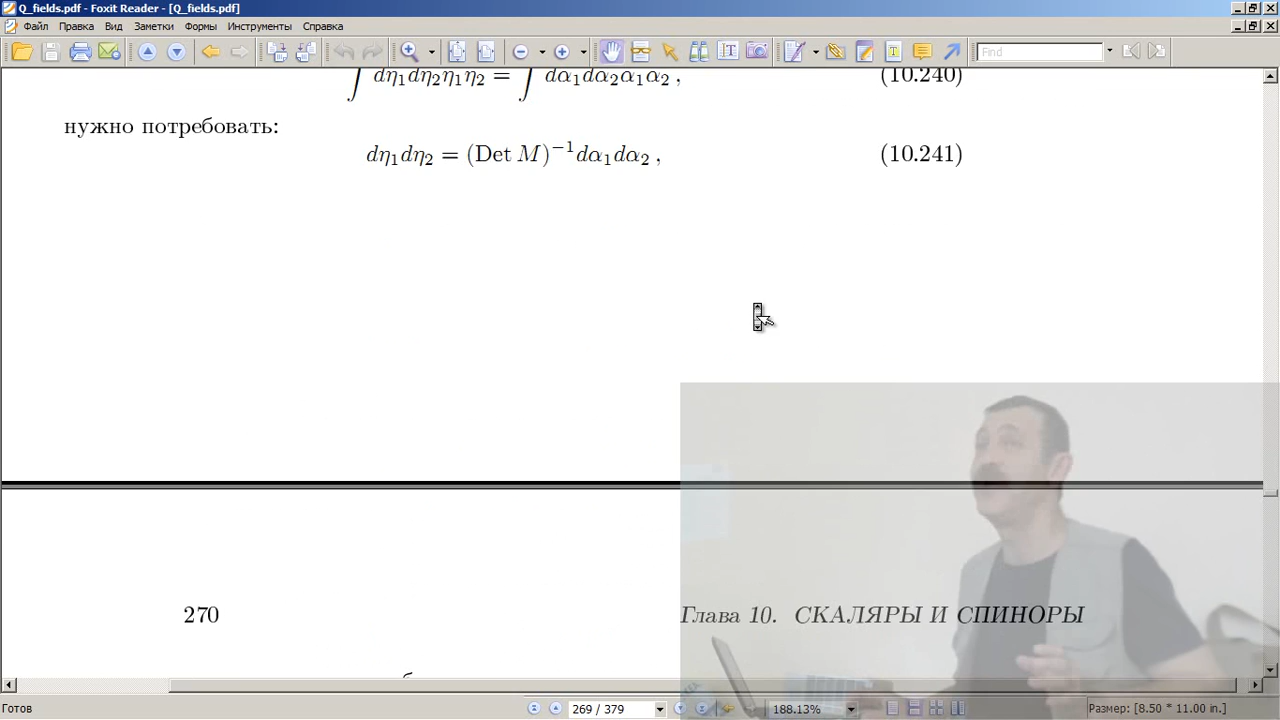 Q_fields.pdf - Foxit Reader - [Q_fields.pdf]
Файл Правка Вид Заметки Формы Инструменты Справка
Find
∫ dη₁dη₂η₁η₂ = ∫ dα₁dα₂α₁α₂ , (10.240)
нужно потребовать:
dη₁dη₂ = (Det M)⁻¹dα₁dα₂ , (10.241)
270 Глава 10. СКАЛЯРЫ И СПИНОРЫ
Готов 269 / 379 188.13% Размер: [8.50 * 11.00 in.]